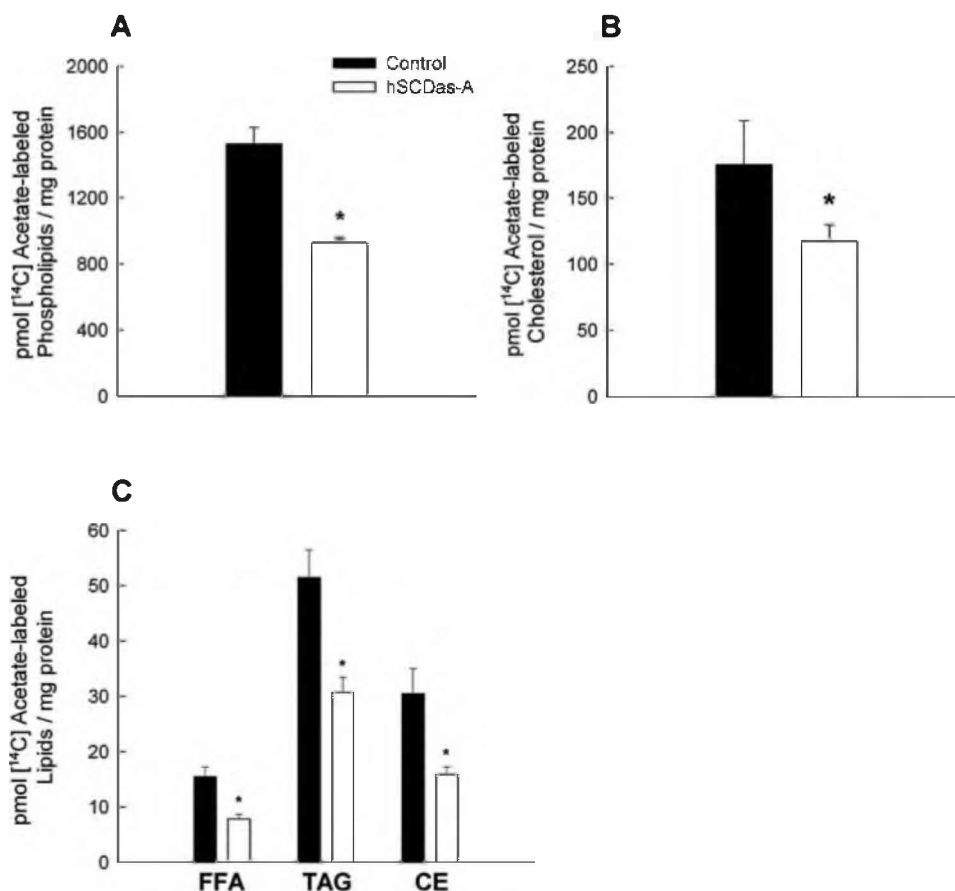 A
Control
hSCDas-A
pmol [¹⁴C] Acetate-labeled
Phospholipids / mg protein
2000
1600
1200
800
400
0
*
B
pmol [¹⁴C] Acetate-labeled
Cholesterol / mg protein
250
200
150
100
50
0
*
C
pmol [¹⁴C] Acetate-labeled
Lipids / mg protein
60
50
40
30
20
10
0
*
*
*
FFA TAG CE